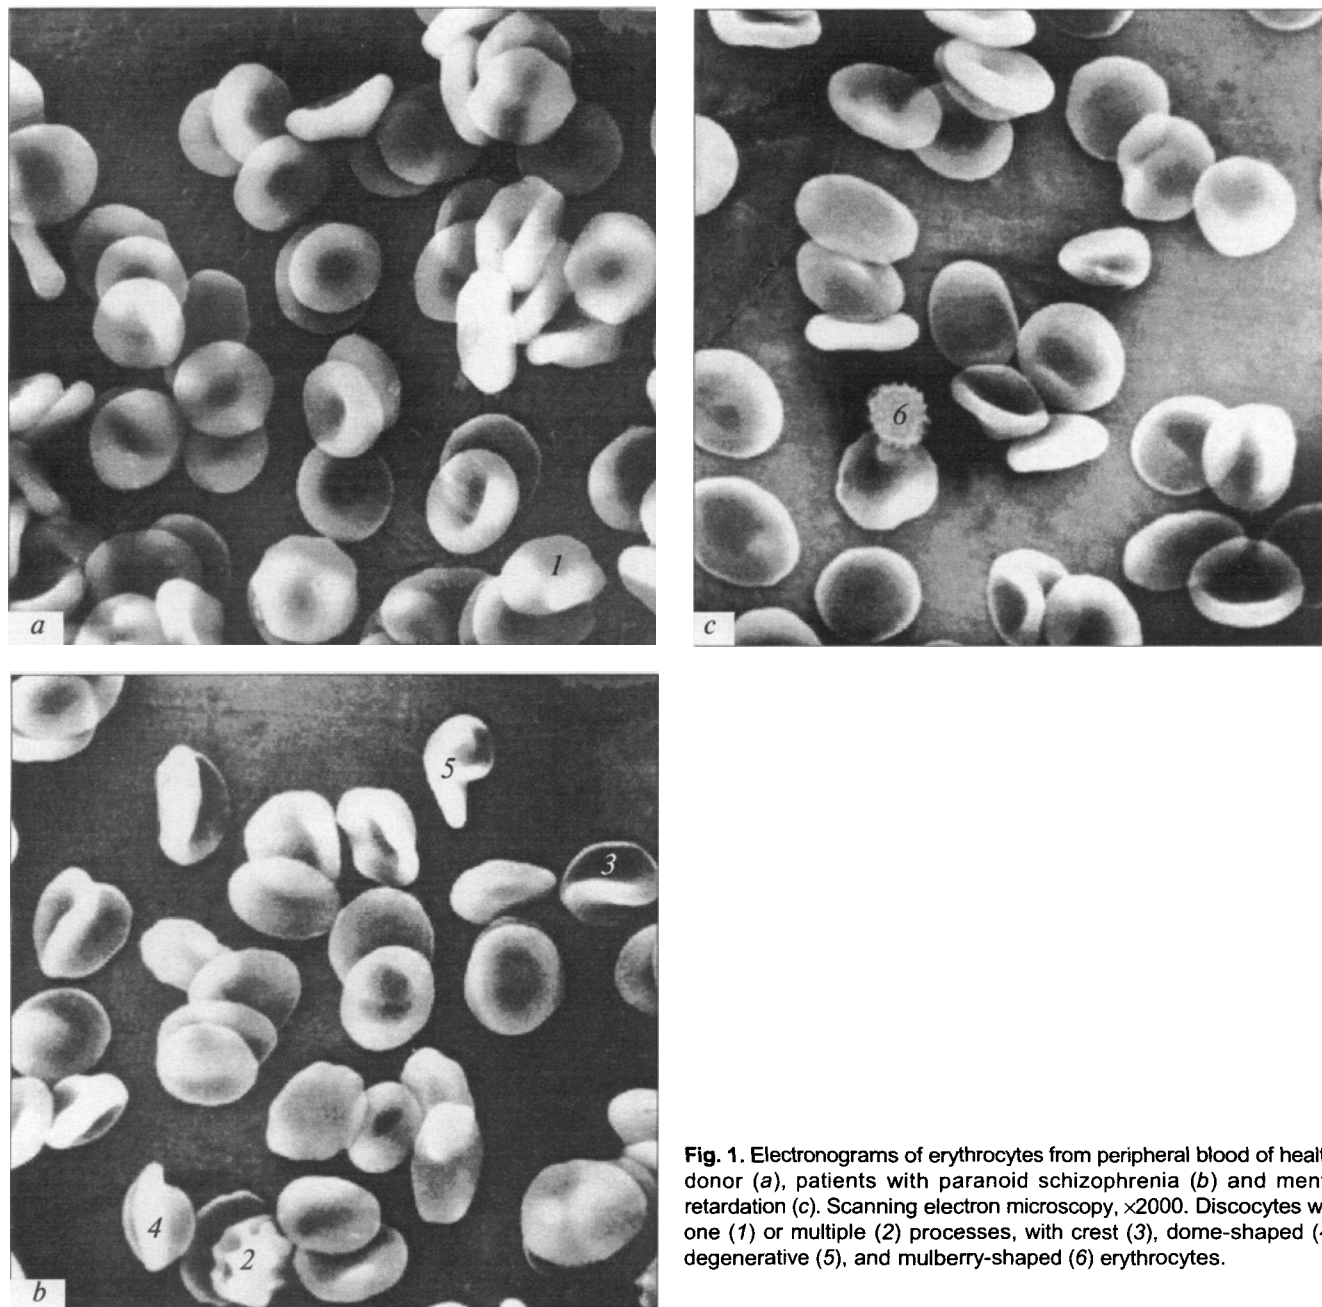 a
1
c
6
b
5
3
4
2
Fig. 1. Electronograms of erythrocytes from peripheral blood of
donor (a), patients with paranoid schizophrenia (b) and
retardation (c). Scanning electron microscopy, ×2000. Discocytes
one (1) or multiple (2) processes, with crest (3), dome-shaped
degenerative (5), and mulberry-shaped (6) erythrocytes.